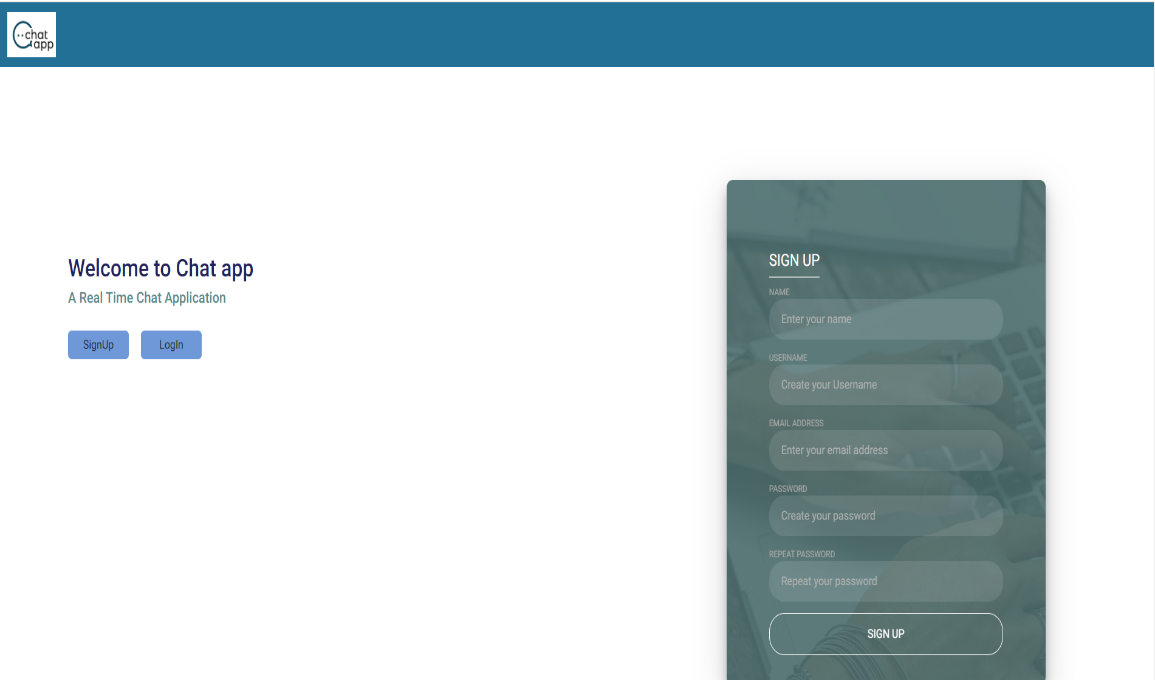 chat
app
Welcome to Chat app
A Real Time Chat Application
SignUp LogIn
SIGN UP
NAME
Enter your name
USERNAME
Create your Username
EMAIL ADDRESS
Enter your email address
PASSWORD
Create your password
REPEAT PASSWORD
Repeat your password
SIGN UP